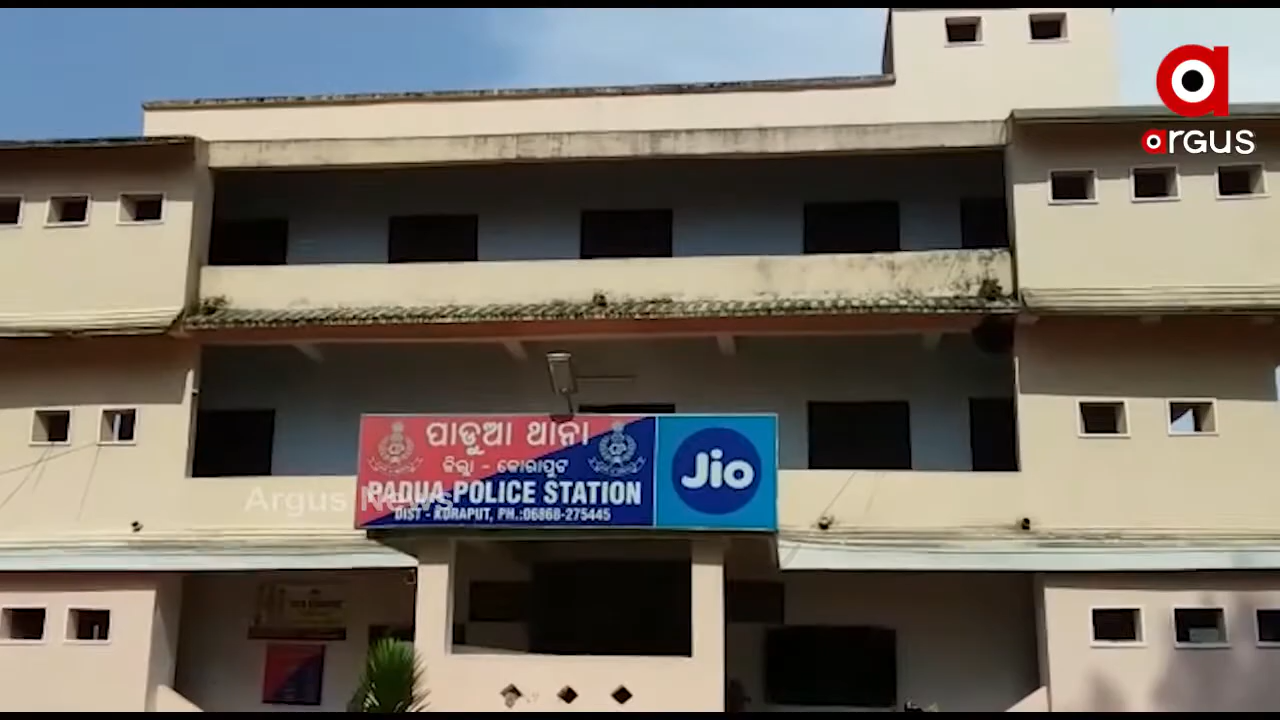 argus
ପାଡୁଆ ଥାନା
ଜିଲ୍ଲା - କୋରାପୁଟ
PADUA POLICE STATION
DIST - KORAPUT, PH.:06868-275445
Jio
Argus News